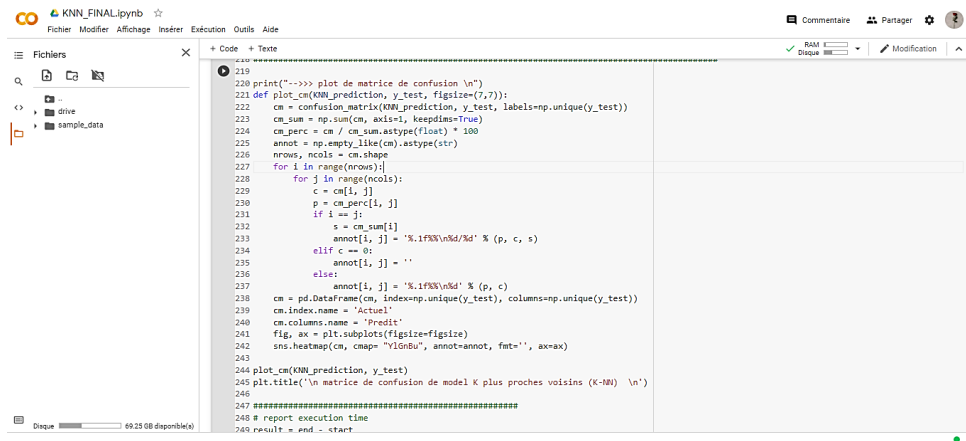 KNN_FINAL.ipynb
Fichier Modifier Affichage Insérer Exécution Outils Aide
Commentaire Partager
Fichiers
+ Code + Texte
RAM
Disque
Modification
..
drive
sample_data
218 ####################################################################################
219
220 print("-->>> plot de matrice de confusion \n")
221 def plot_cm(KNN_prediction, y_test, figsize=(7,7)):
222     cm = confusion_matrix(KNN_prediction, y_test, labels=np.unique(y_test))
223     cm_sum = np.sum(cm, axis=1, keepdims=True)
224     cm_perc = cm / cm_sum.astype(float) * 100
225     annot = np.empty_like(cm).astype(str)
226     nrows, ncols = cm.shape
227     for i in range(nrows):
228         for j in range(ncols):
229             c = cm[i, j]
230             p = cm_perc[i, j]
231             if i == j:
232                 s = cm_sum[i]
233                 annot[i, j] = '%.1f%%\n%d/%d' % (p, c, s)
234             elif c == 0:
235                 annot[i, j] = ''
236             else:
237                 annot[i, j] = '%.1f%%\n%d' % (p, c)
238     cm = pd.DataFrame(cm, index=np.unique(y_test), columns=np.unique(y_test))
239     cm.index.name = 'Actuel'
240     cm.columns.name = 'Predit'
241     fig, ax = plt.subplots(figsize=figsize)
242     sns.heatmap(cm, cmap= "YlGnBu", annot=annot, fmt='', ax=ax)
243
244 plot_cm(KNN_prediction, y_test)
245 plt.title('\n matrice de confusion de model K plus proches voisins (K-NN)  \n')
246
247 #####################################################
248 # report execution time
249 result = end - start
Disque 69.25 GB disponible(s)